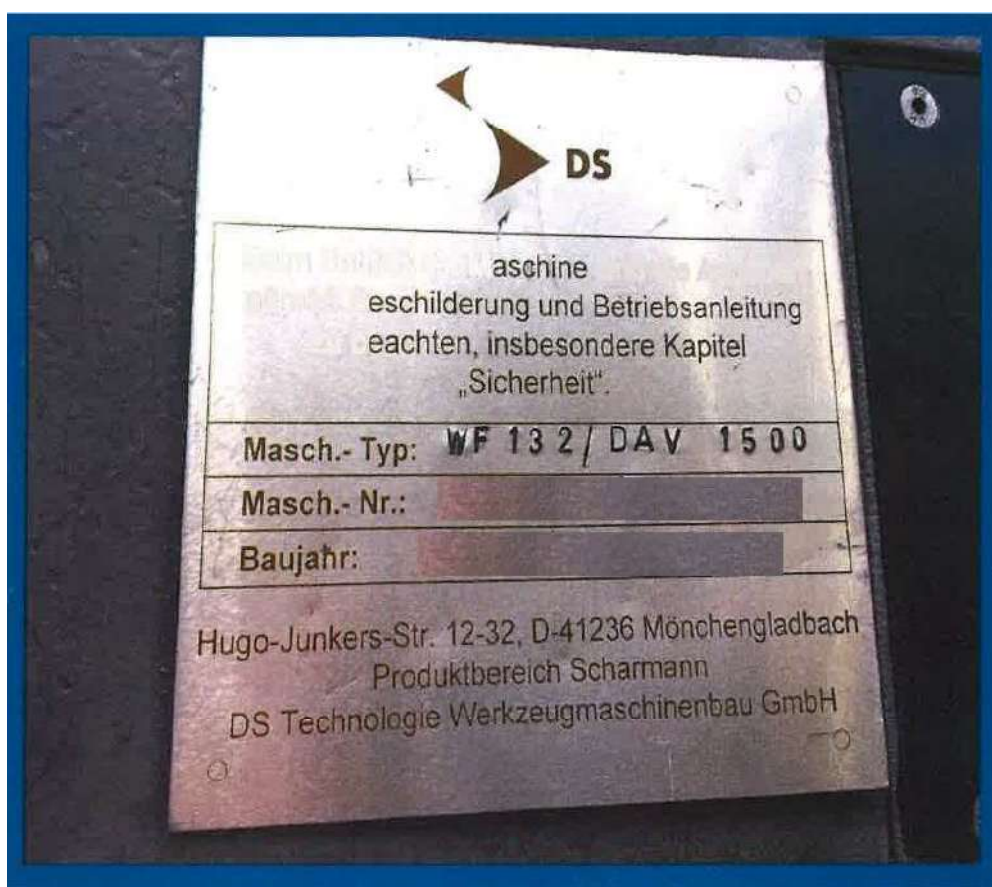 DS
aschine
eschilderung und Betriebsanleitung
eachten, insbesondere Kapitel
„Sicherheit“.
Masch.- Typ: WF 132/ DAV 1500
Masch.- Nr.:
Baujahr:
Hugo-Junkers-Str. 12-32, D-41236 Mönchengladbach
Produktbereich Scharmann
DS Technologie Werkzeugmaschinenbau GmbH